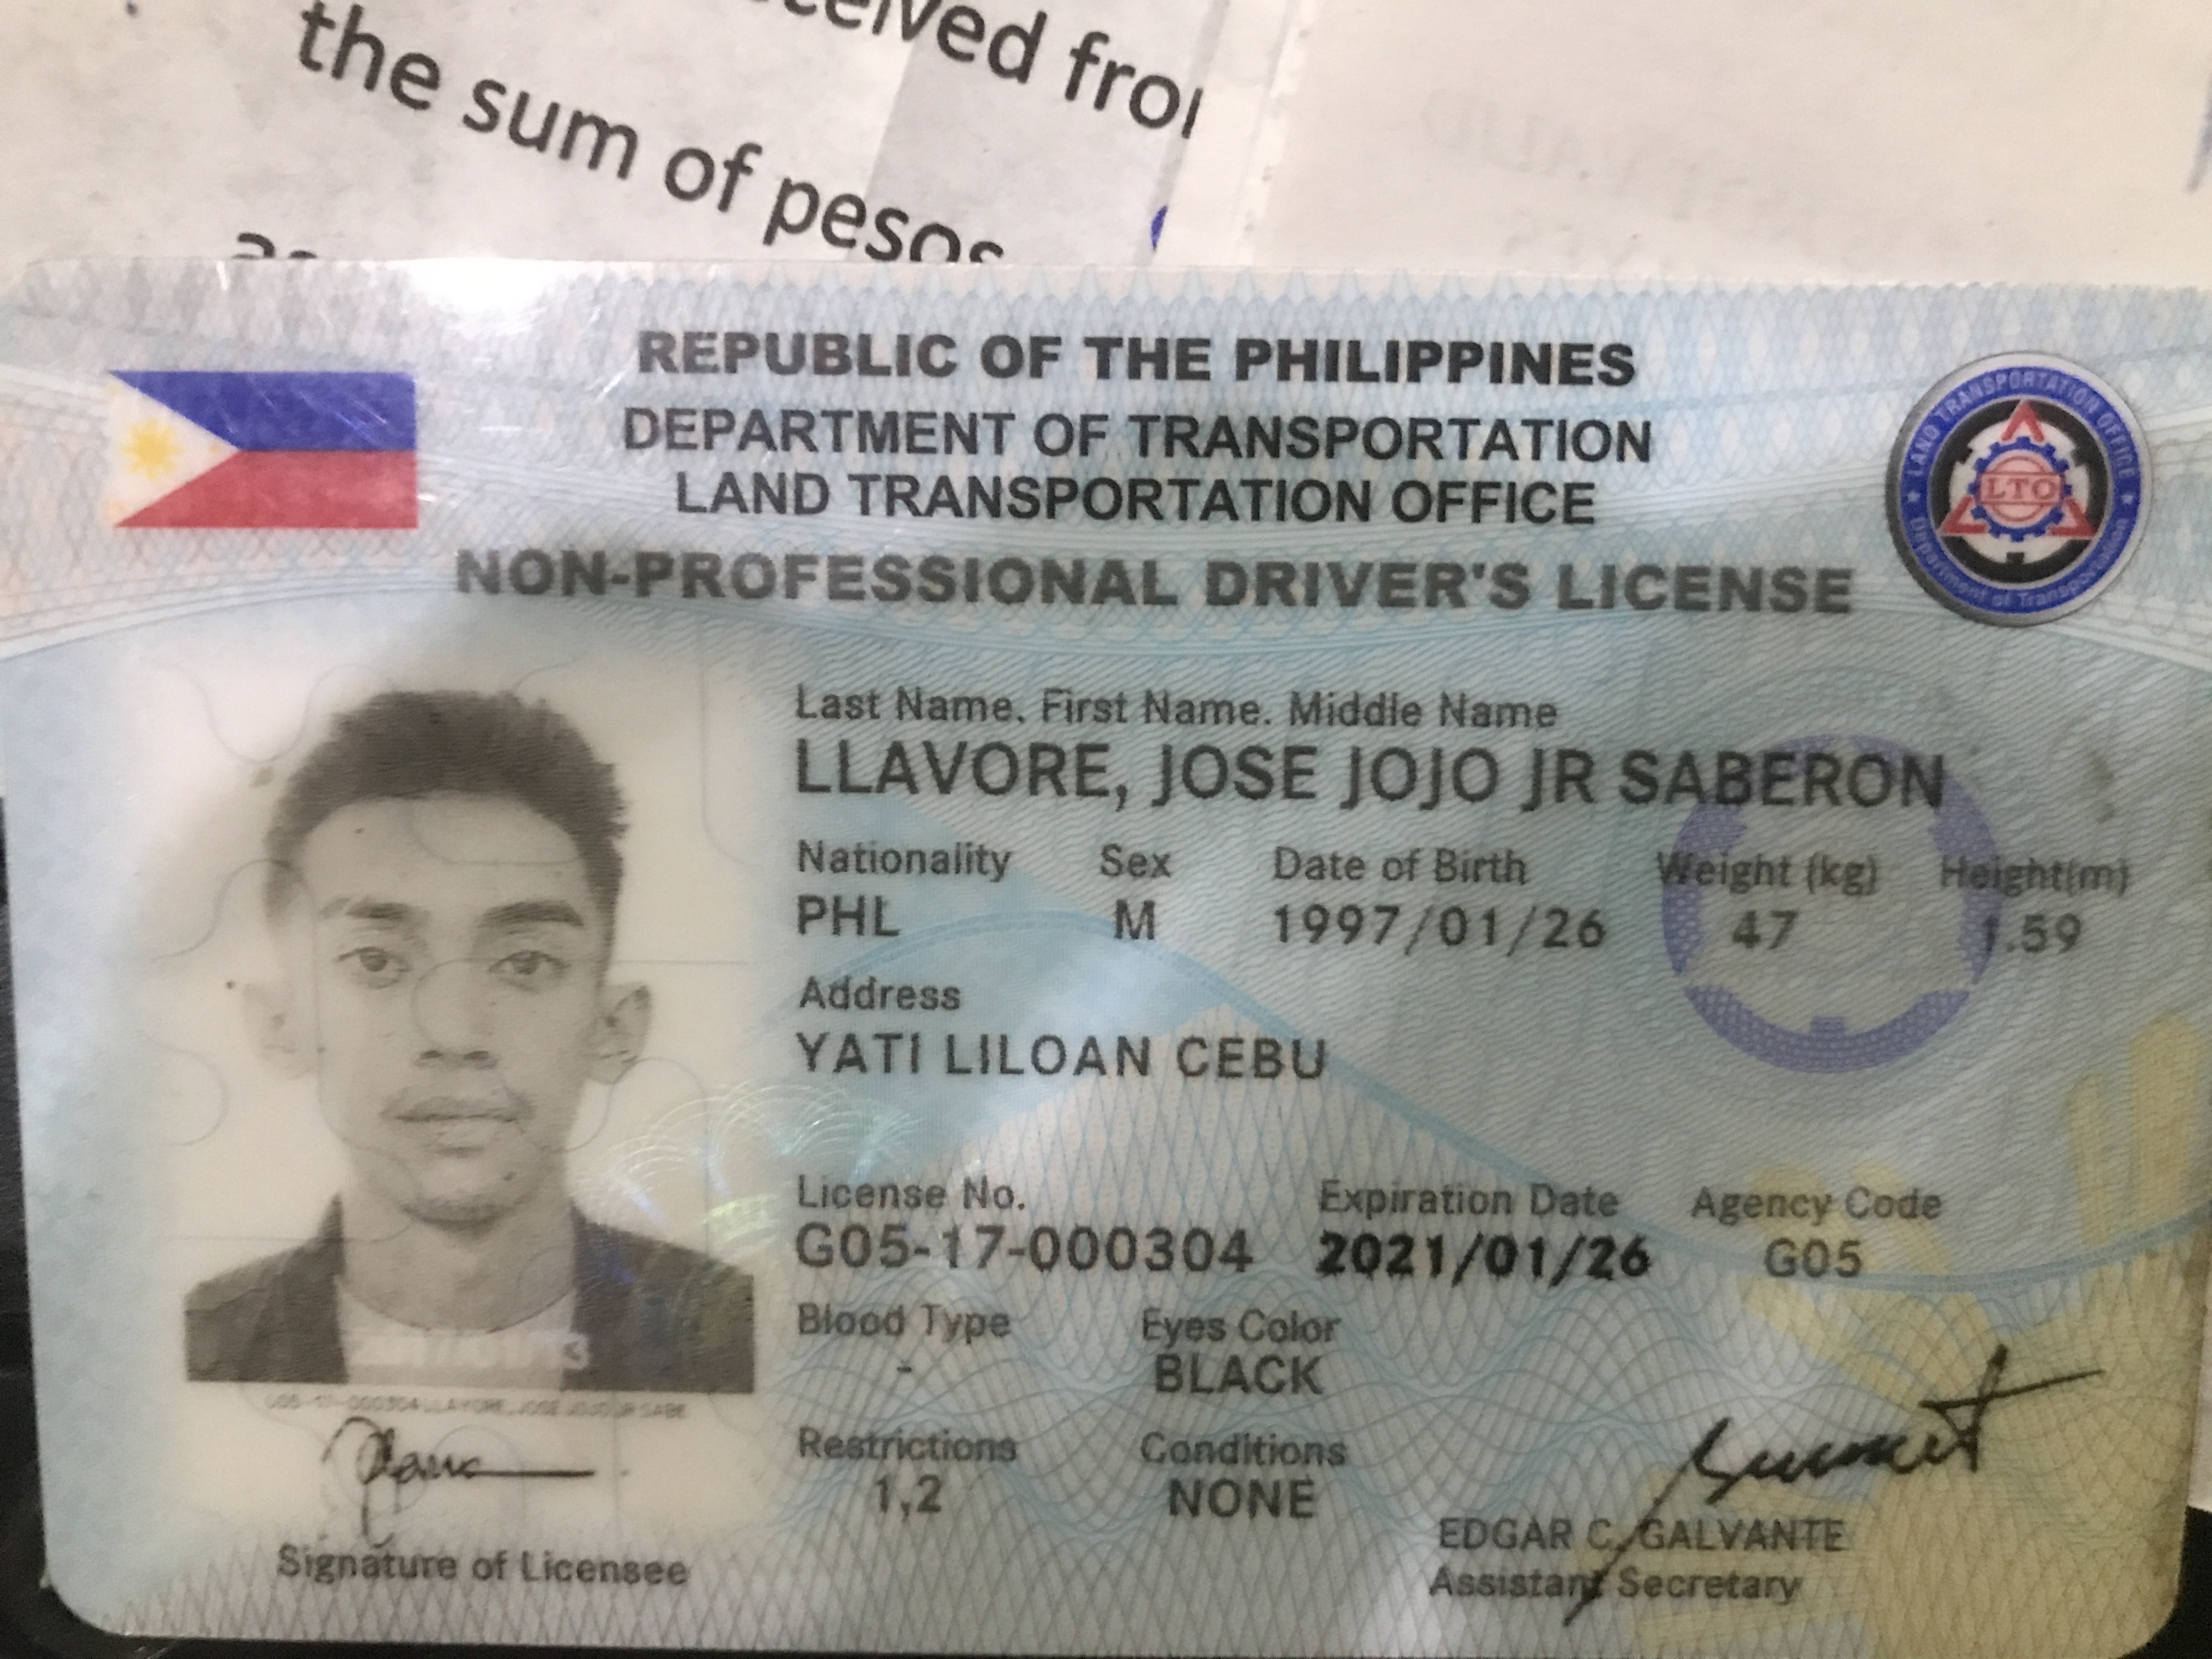 REPUBLIC OF THE PHILIPPINES
DEPARTMENT OF TRANSPORTATION
LAND TRANSPORTATION OFFICE
NON-PROFESSIONAL DRIVER'S LICENSE
Last Name. First Name. Middle Name
LLAVORE, JOSE JOJO JR SABERON
Nationality Sex Date of Birth Weight (kg) Height(m)
PHL M 1997/01/26 47 1.59
Address
YATI LILOAN CEBU
License No. Expiration Date Agency Code
G05-17-000304 2021/01/26 G05
Blood Type Eyes Color
- BLACK
Restrictions Conditions
1,2 NONE
EDGAR C. GALVANTE
Assistant Secretary
Signature of Licensee
LAND TRANSPORTATION OFFICE
Department of Transportation
LTO
the sum of pesos